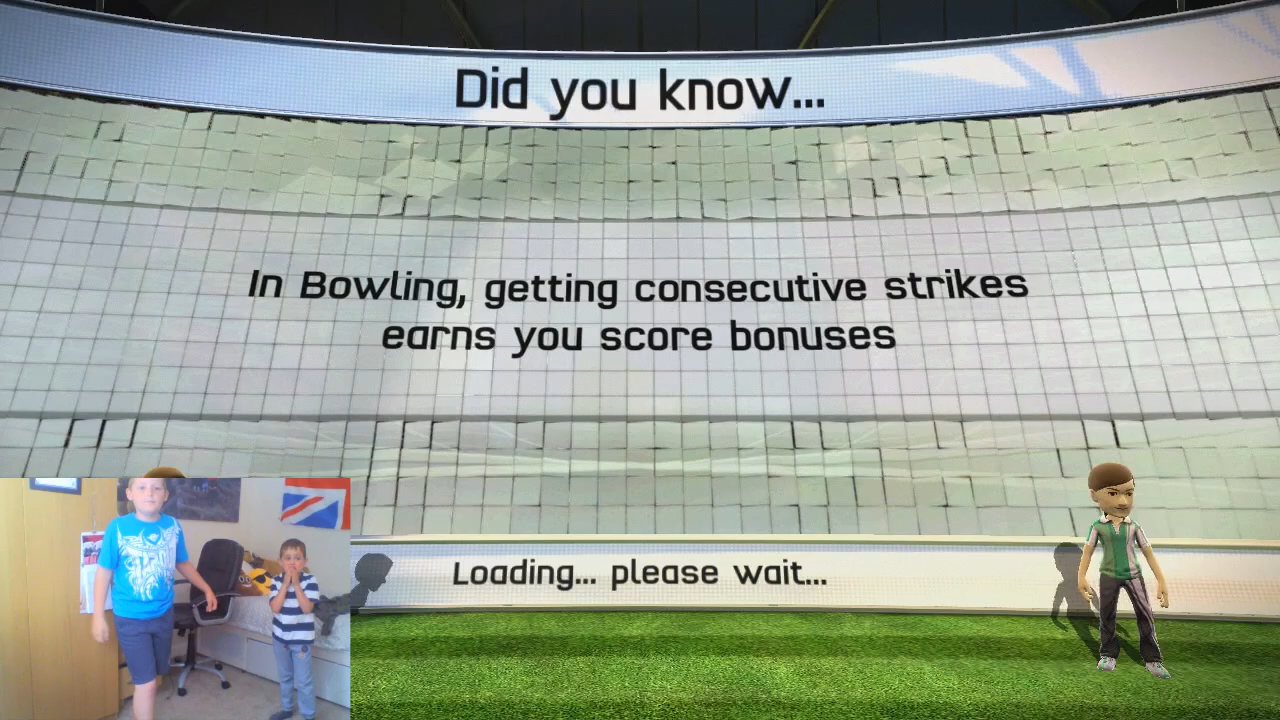 Did you know...
In Bowling, getting consecutive strikes
earns you score bonuses
Loading... please wait...